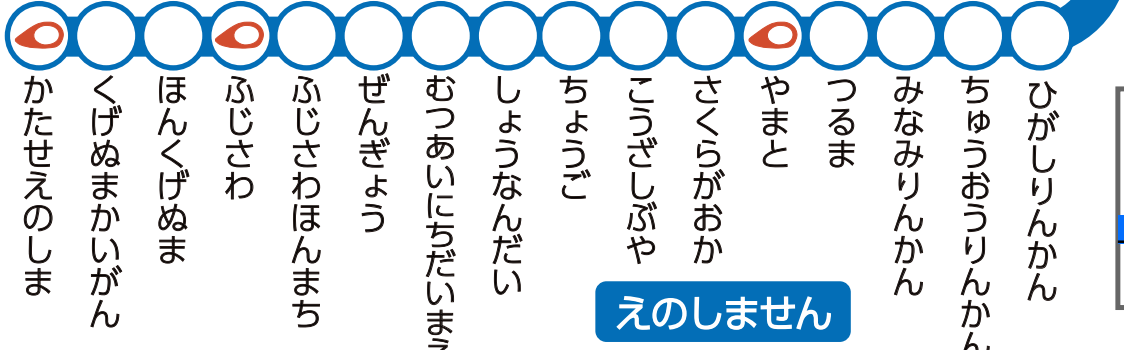 ひがしりんかん
ちゅうおうりんかん
みなみりんかん
つるま
やまと
さくらがおか
こうざしぶや
ちょうご
しょうなんだい
むつあいにちだいまえ
ぜんぎょう
ふじさわほんまち
ふじさわ
ほんくげぬま
くげぬまかいがん
かたせえのしま
えのしません